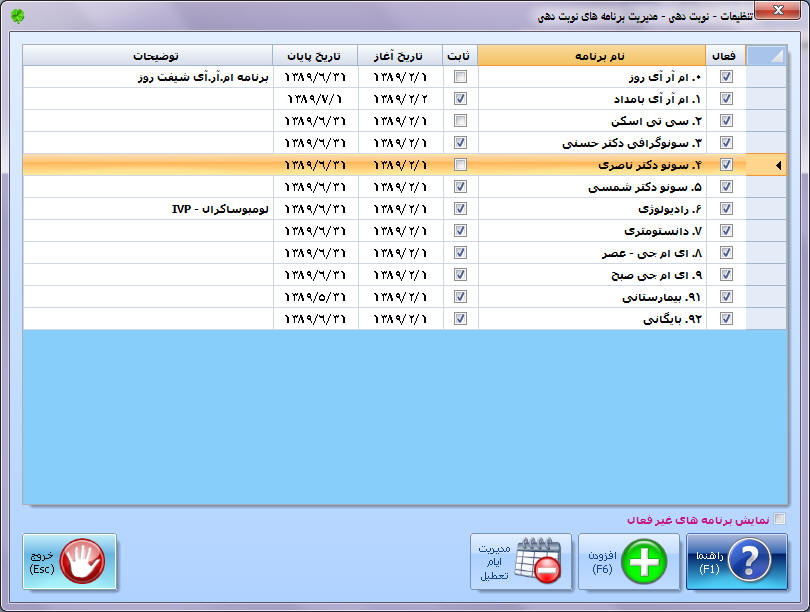 تنظیمات - نوبت دهی - مدیریت برنامه های نوبت دهی
فعال نام برنامه ثابت تاریخ آغاز تاریخ پایان توضیحات
۰. ام آر آی روز ۱۳۸۹/۲/۱ ۱۳۸۹/۶/۳۱ برنامه ام.آر.آی شیفت روز
۱. ام آر آی بامداد ۱۳۸۹/۲/۲ ۱۳۸۹/۷/۱
۲. سی تی اسکن ۱۳۸۹/۲/۱ ۱۳۸۹/۶/۳۱
۳. سونوگرافی دکتر حسنی ۱۳۸۹/۲/۱ ۱۳۸۹/۶/۳۱
۴. سونو دکتر ناصری ۱۳۸۹/۲/۱ ۱۳۸۹/۶/۳۱
۵. سونو دکتر شمسی ۱۳۸۹/۲/۱ ۱۳۸۹/۶/۳۱
۶. رادیولوژی ۱۳۸۹/۲/۱ ۱۳۸۹/۶/۳۱ لومبوساکرال - IVP
۷. دانستومتری ۱۳۸۹/۲/۱ ۱۳۸۹/۶/۳۱
۸. ای ام جی - عصر ۱۳۸۹/۲/۱ ۱۳۸۹/۶/۳۱
۹. ای ام جی صبح ۱۳۸۹/۲/۱ ۱۳۸۹/۶/۳۱
۹۱. بیمارستانی ۱۳۸۹/۲/۱ ۱۳۸۹/۵/۳۱
۹۲. بایگانی ۱۳۸۹/۲/۱ ۱۳۸۹/۶/۳۱
نمایش برنامه های غیر فعال
راهنما
(F1)
افزودن
(F6)
مدیریت
ایام
تعطیل
خروج
(Esc)